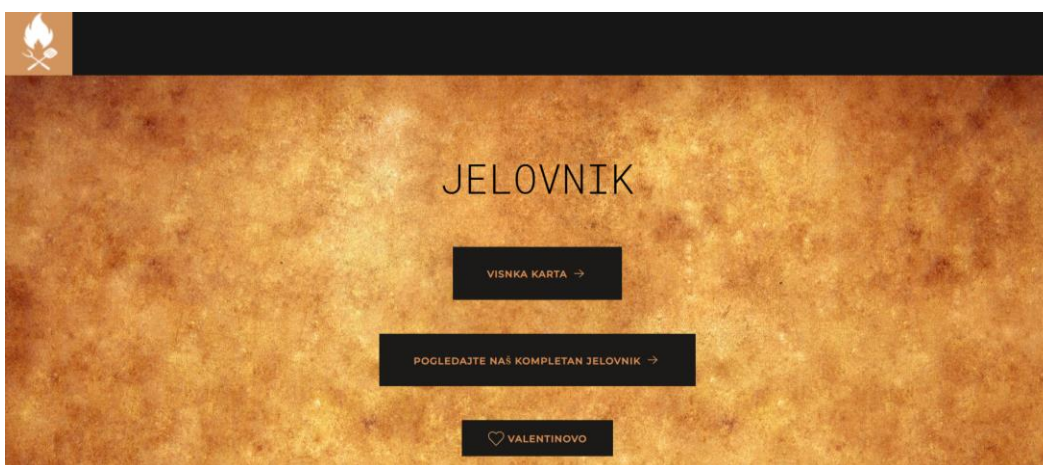 JELOVNIK
VISNKA KARTA →
POGLEDAJTE NAŠ KOMPLETAN JELOVNIK →
VALENTINOVO